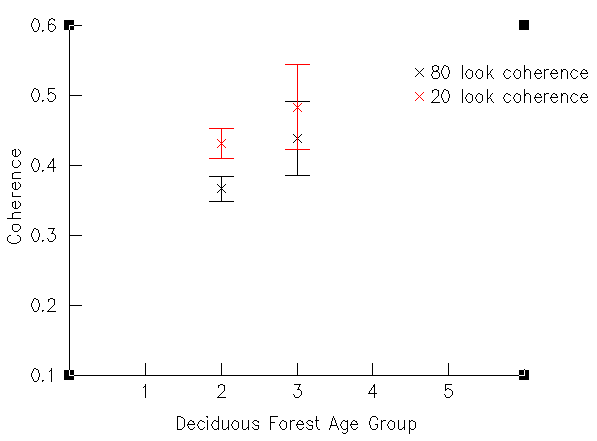 0.6
80 look coherence
20 look coherence
0.5
0.4
Coherence
0.3
0.2
0.1
1 2 3 4 5
Deciduous Forest Age Group